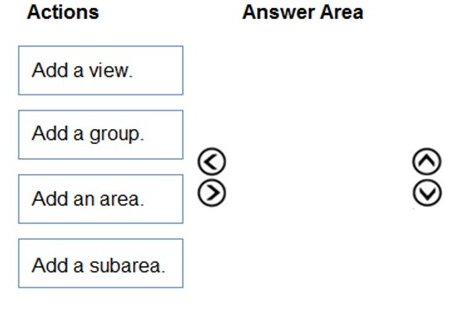 Actions Answer Area
Add a view.
Add a group.
Add an area.
Add a subarea.